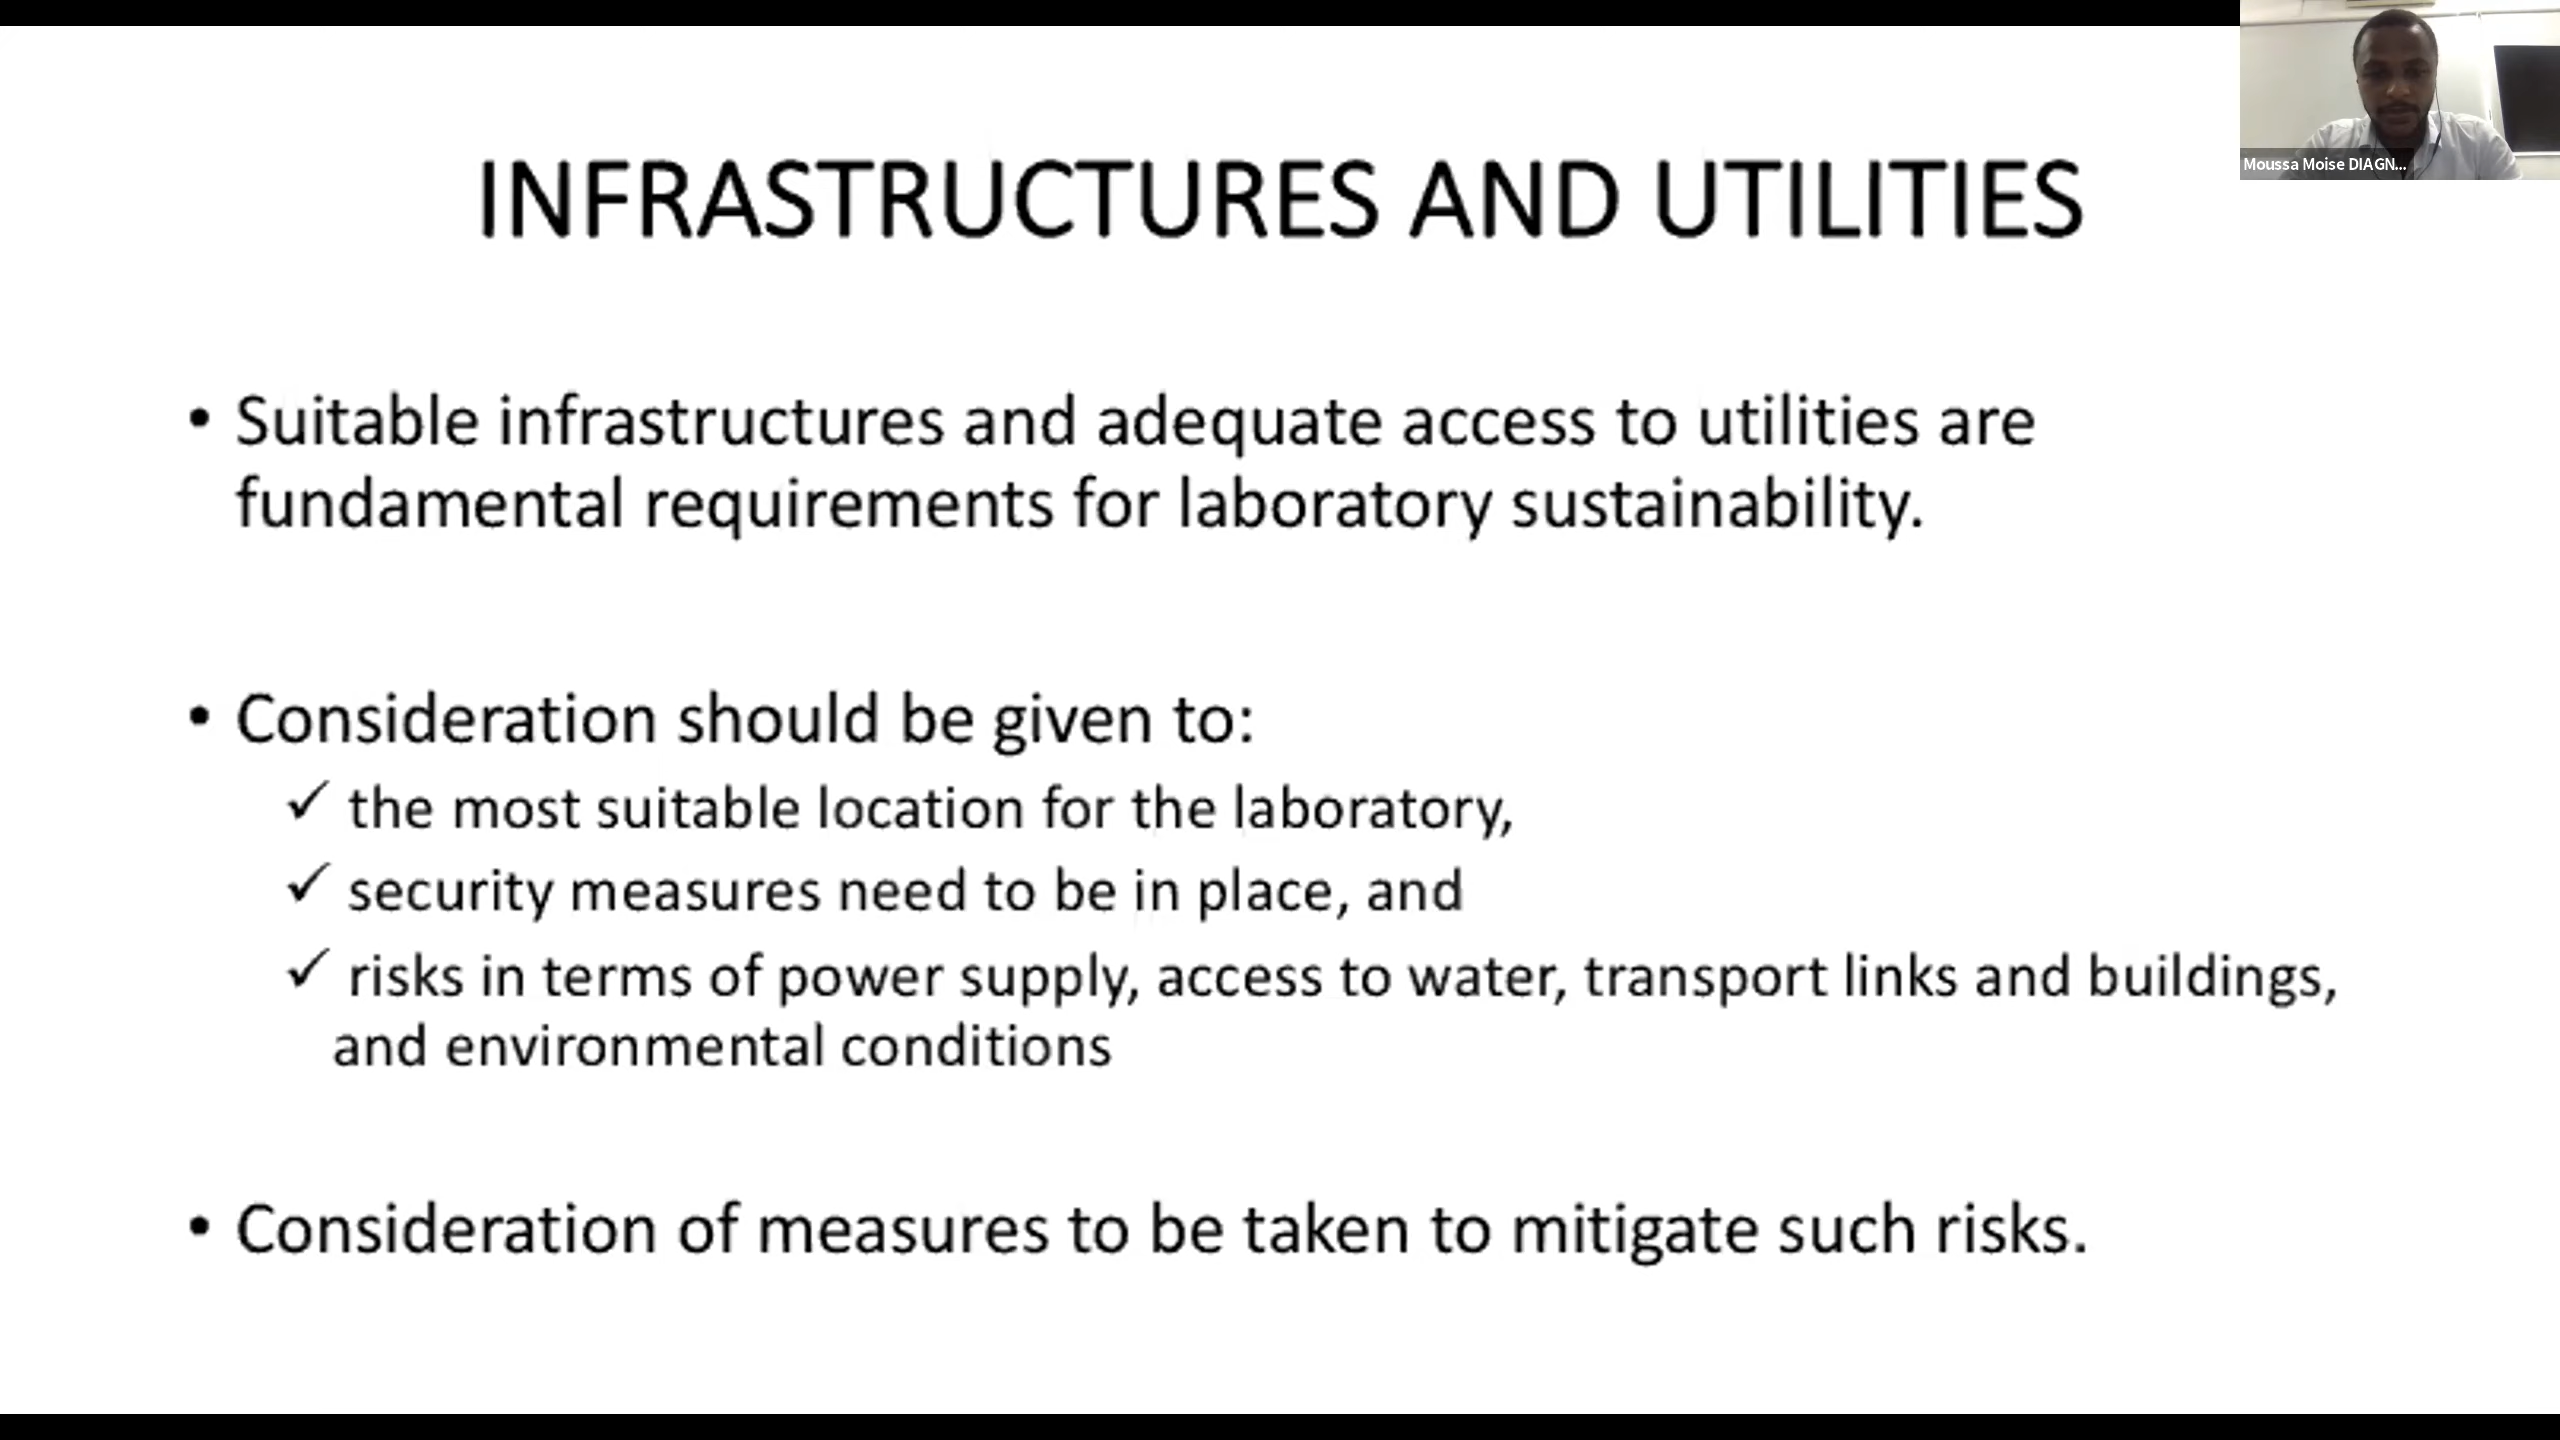 Moussa Moise DIAGN...
INFRASTRUCTURES AND UTILITIES
• Suitable infrastructures and adequate access to utilities are
fundamental requirements for laboratory sustainability.
• Consideration should be given to:
✓ the most suitable location for the laboratory,
✓ security measures need to be in place, and
✓ risks in terms of power supply, access to water, transport links and buildings,
and environmental conditions
• Consideration of measures to be taken to mitigate such risks.